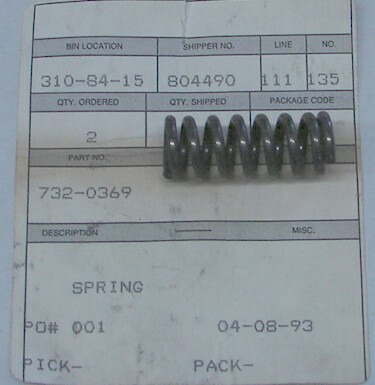 BIN LOCATION SHIPPER NO. LINE NO.
310-84-15 804490 111 135
QTY. ORDERED QTY. SHIPPED PACKAGE CODE
2
PART NO.
732-0369
DESCRIPTION MISC.
SPRING
PO# 001 04-08-93
PICK- PACK-